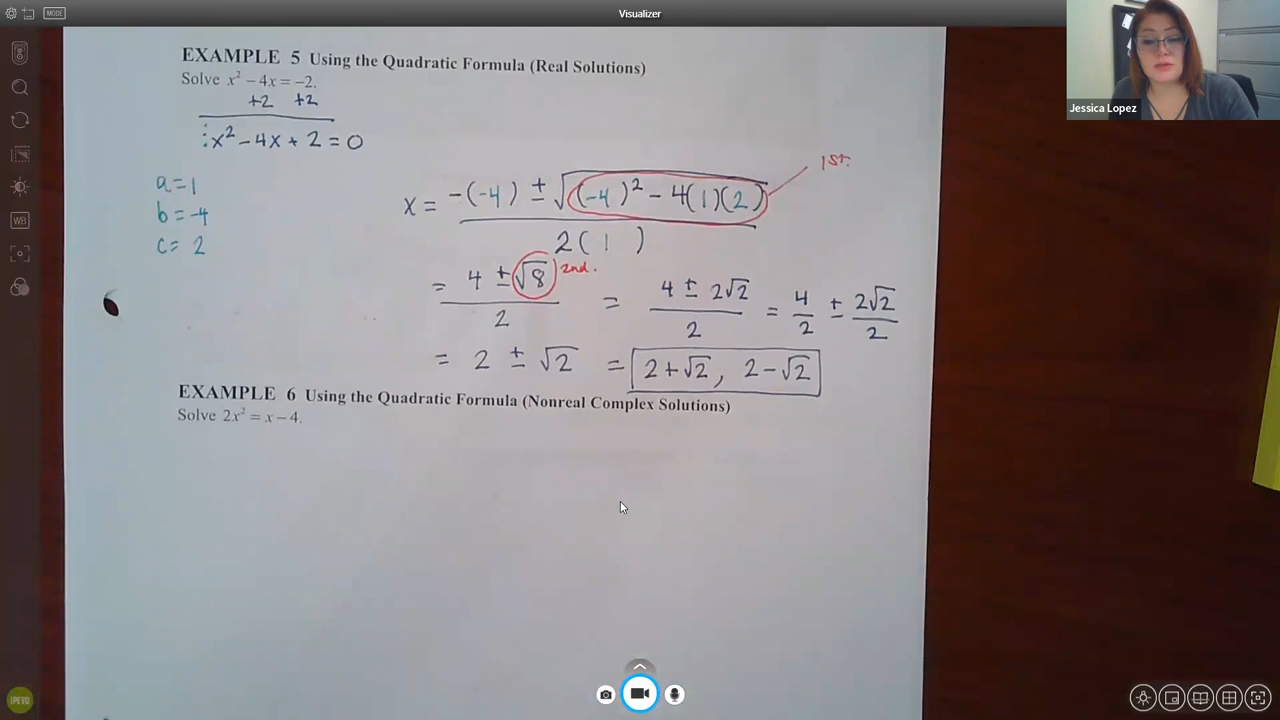 MODE
Visualizer
Jessica Lopez
EXAMPLE 5 Using the Quadratic Formula (Real Solutions)
Solve x² – 4x = –2.
+2 +2
x² - 4x + 2 = 0
1st.
a = 1
b = -4
c = 2
x = -(-4) ± √(-4)² - 4(1)(2)
2(1)
= 4 ± √8 2nd.
2
= 4 ± 2√2
2
= 4/2 ± 2√2/2
= 2 ± √2 = 2+√2, 2-√2
EXAMPLE 6 Using the Quadratic Formula (Nonreal Complex Solutions)
Solve 2x² = x – 4.
WB
IPEVO